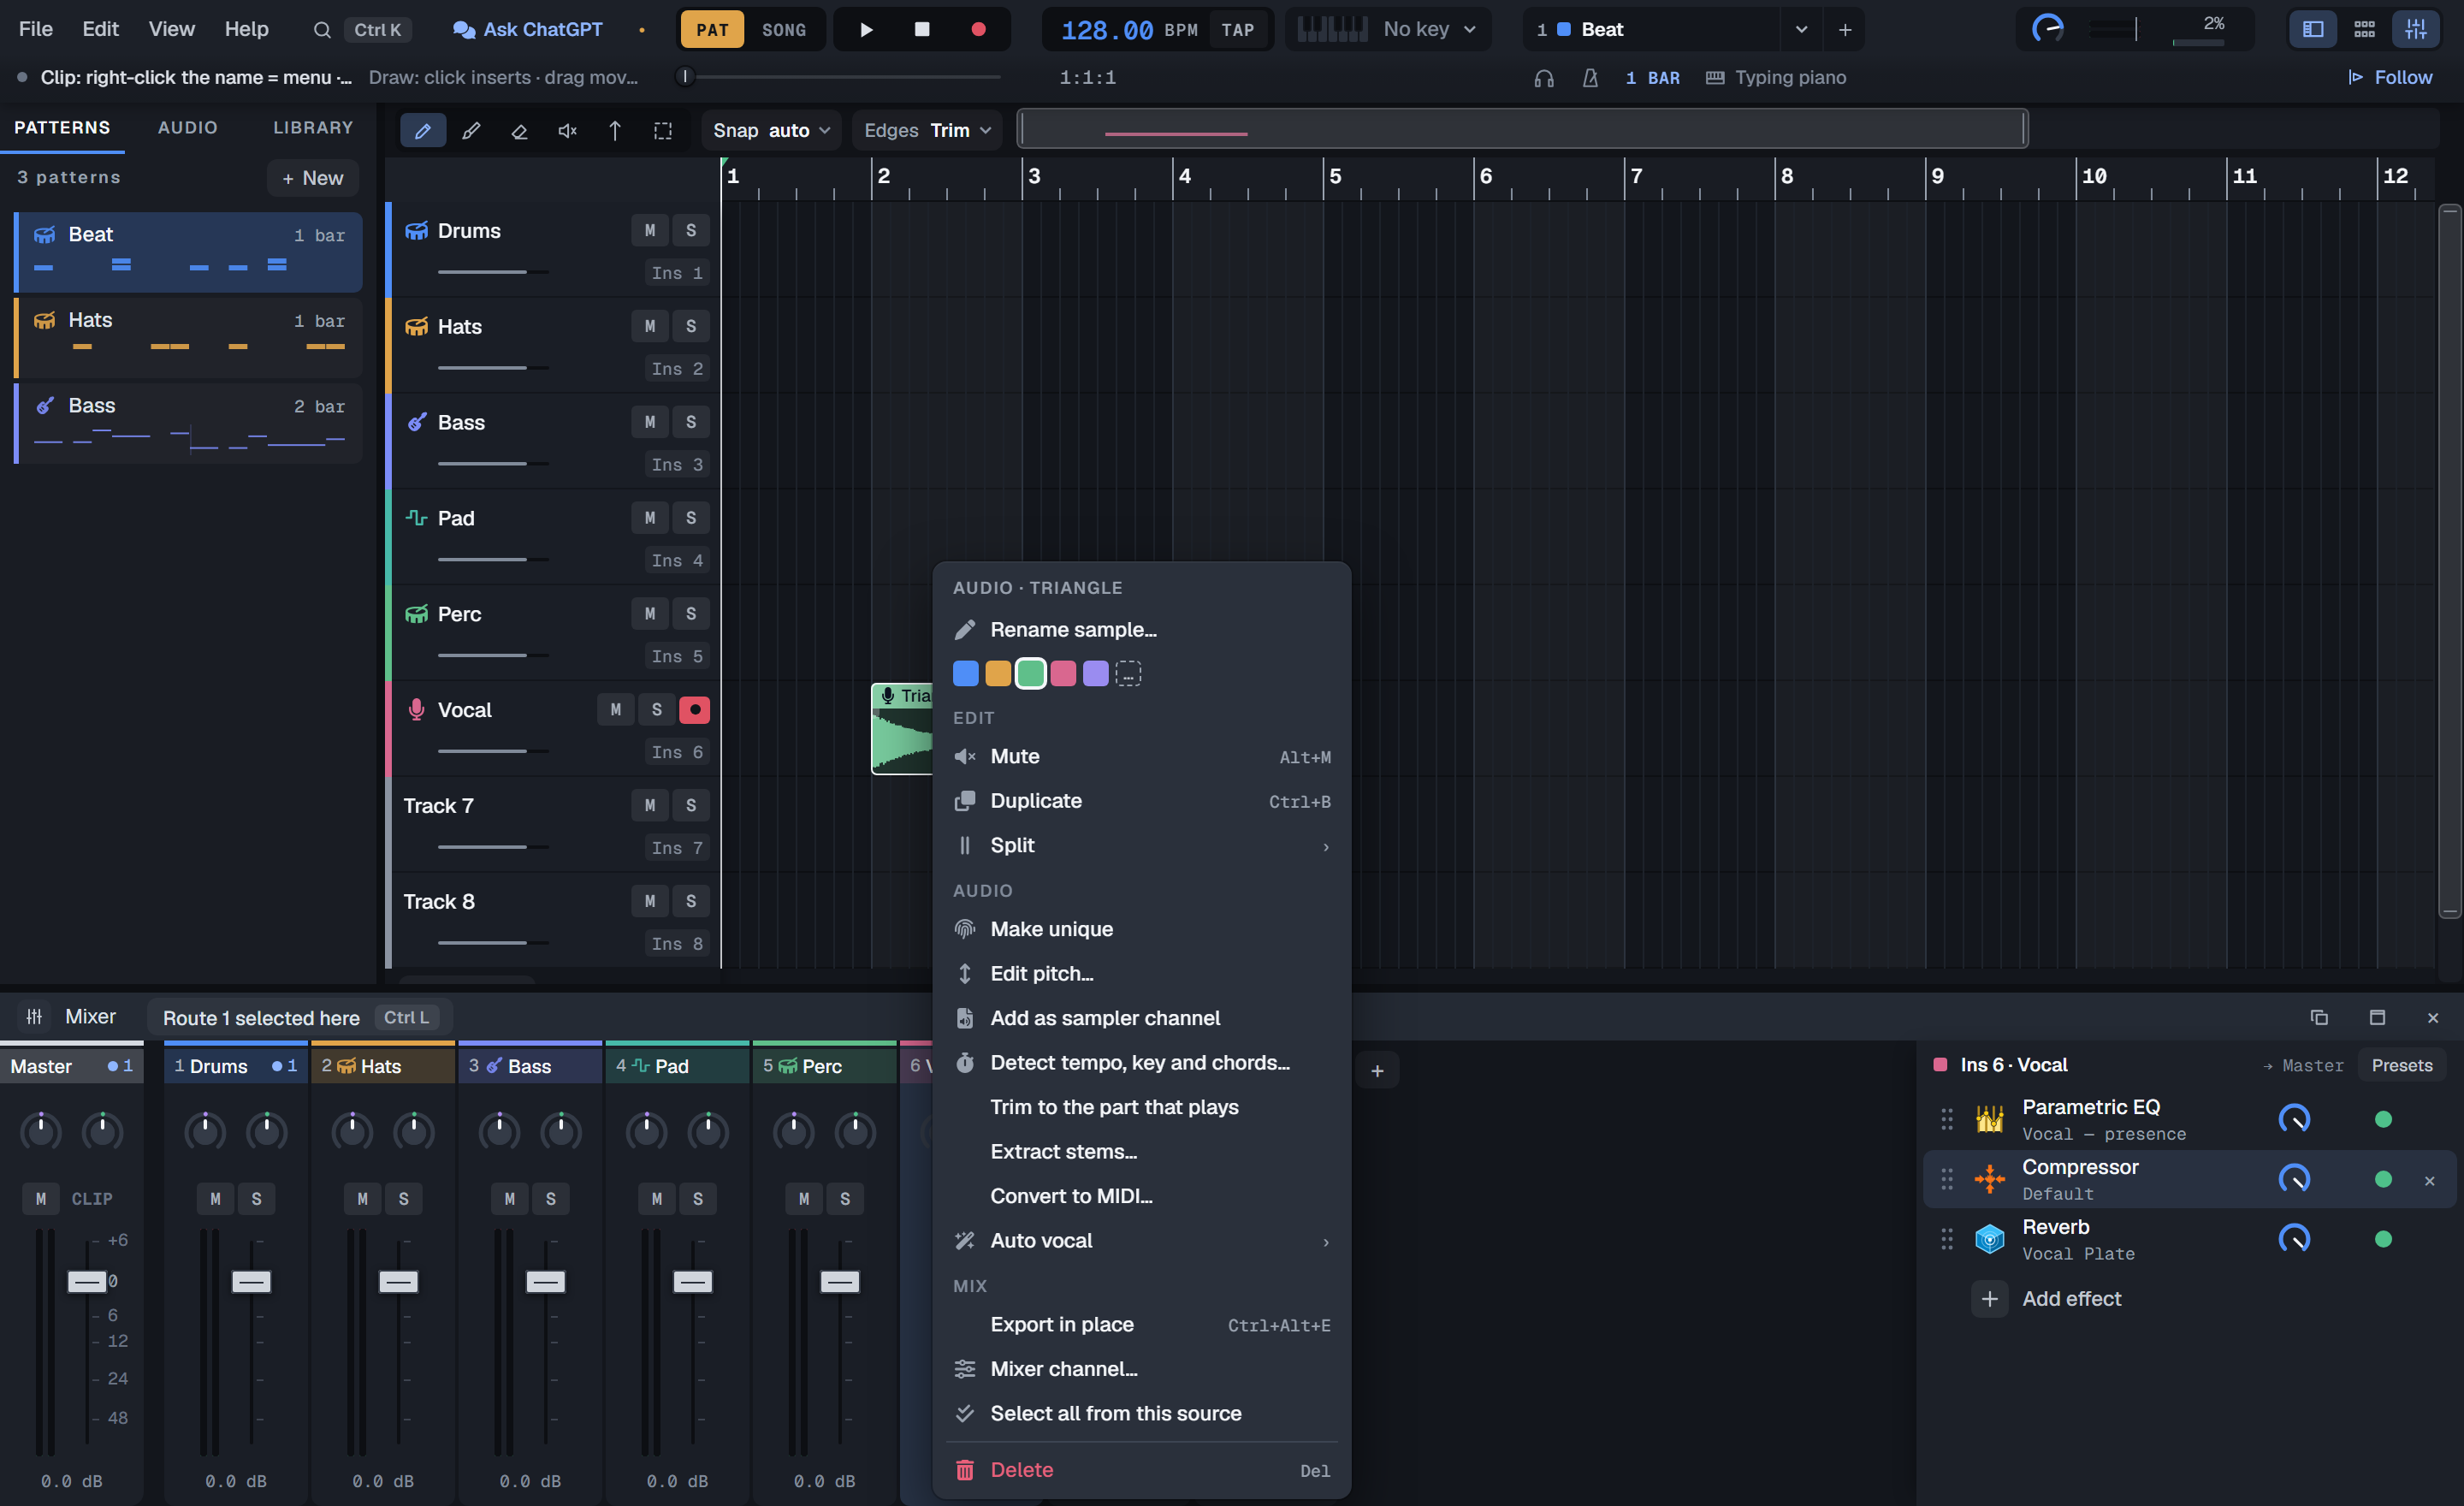 File Edit View Help Ctrl K Ask ChatGPT PAT SONG 128.00 BPM TAP No key 1 Beat 2%
Clip: right-click the name = menu ·... Draw: click inserts · drag mov... 1:1:1 1 BAR Typing piano Follow
PATTERNS AUDIO LIBRARY
3 patterns + New
Beat 1 bar
Hats 1 bar
Bass 2 bar
Snap auto Edges Trim
1 2 3 4 5 6 7 8 9 10 11 12
Drums M S
Ins 1
Hats M S
Ins 2
Bass M S
Ins 3
Pad M S
Ins 4
Perc M S
Ins 5
Vocal M S
Ins 6
Track 7 M S
Ins 7
Track 8 M S
Ins 8
AUDIO · TRIANGLE
Rename sample...
EDIT
Mute Alt+M
Duplicate Ctrl+B
Split
AUDIO
Make unique
Edit pitch...
Add as sampler channel
Detect tempo, key and chords...
Trim to the part that plays
Extract stems...
Convert to MIDI...
Auto vocal
MIX
Export in place Ctrl+Alt+E
Mixer channel...
Select all from this source
Delete Del
Mixer Route 1 selected here Ctrl L
Master 1 1 Drums 1 2 Hats 3 Bass 4 Pad 5 Perc 6
M CLIP M S M S M S M S M S
+6
0
6
12
24
48
0.0 dB 0.0 dB 0.0 dB 0.0 dB 0.0 dB 0.0 dB
Ins 6 · Vocal → Master Presets
Parametric EQ
Vocal — presence
Compressor
Default
Reverb
Vocal Plate
+ Add effect